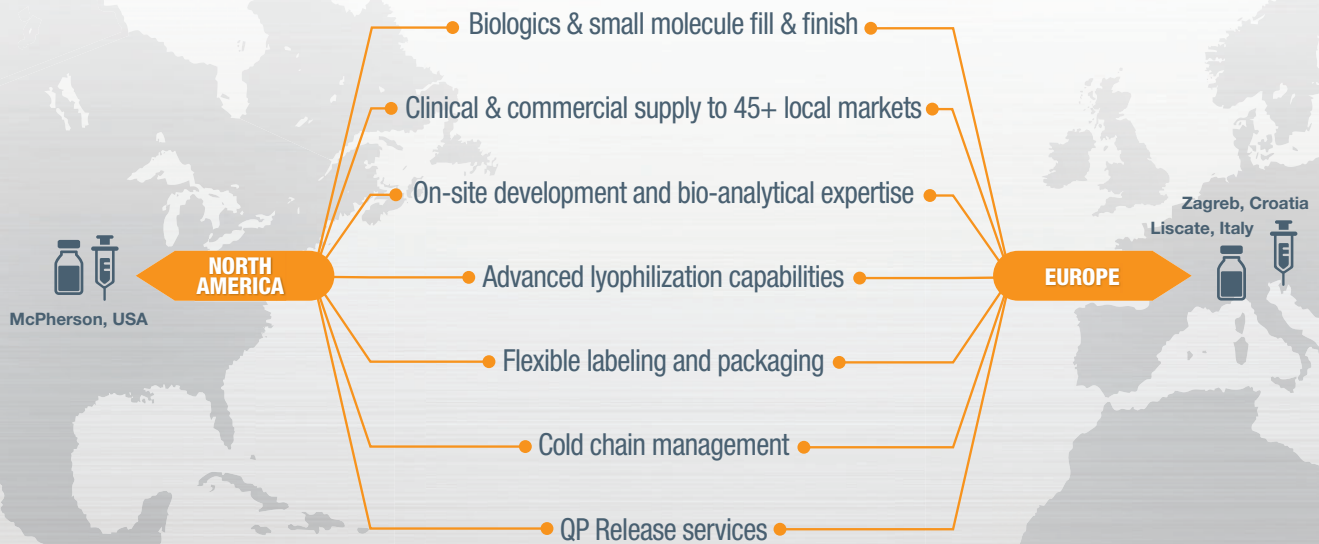 Biologics & small molecule fill & finish
Clinical & commercial supply to 45+ local markets
On-site development and bio-analytical expertise
Zagreb, Croatia
Liscate, Italy
NORTH
AMERICA
Advanced lyophilization capabilities
EUROPE
McPherson, USA
Flexible labeling and packaging
Cold chain management
QP Release services